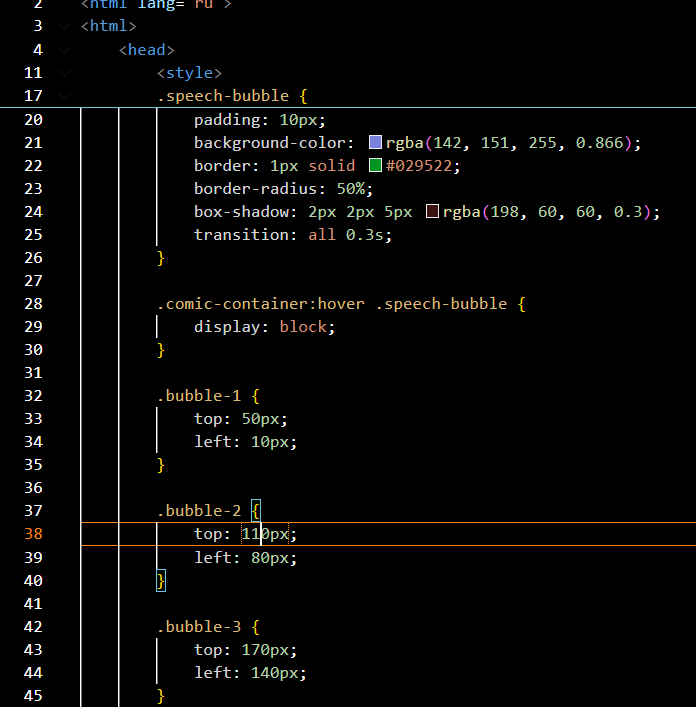 2 <html lang="ru">
3 <html>
4 <head>
11 <style>
17 .speech-bubble {
20 padding: 10px;
21 background-color: rgba(142, 151, 255, 0.866);
22 border: 1px solid #029522;
23 border-radius: 50%;
24 box-shadow: 2px 2px 5px rgba(198, 60, 60, 0.3);
25 transition: all 0.3s;
26 }
27
28 .comic-container:hover .speech-bubble {
29 display: block;
30 }
31
32 .bubble-1 {
33 top: 50px;
34 left: 10px;
35 }
36
37 .bubble-2 {
38 top: 110px;
39 left: 80px;
40 }
41
42 .bubble-3 {
43 top: 170px;
44 left: 140px;
45 }